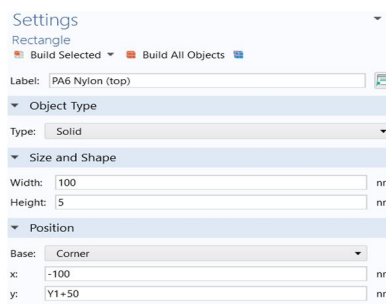 Settings
Rectangle
Build Selected Build All Objects
Label: PA6 Nylon (top)
Object Type
Type: Solid
Size and Shape
Width: 100
Height: 5
Position
Base: Corner
x: -100
y: Y1+50